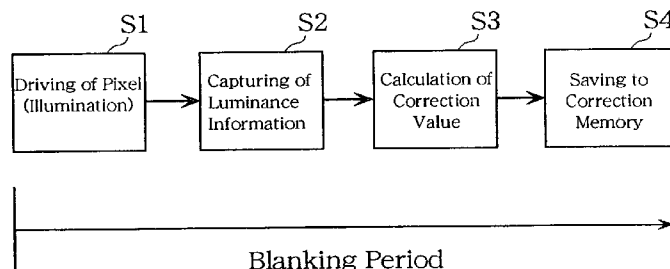 S1
S2
S3
S4
Driving of Pixel
(Illumination)
Capturing of
Luminance
Information
Calculation of
Correction
Value
Saving to
Correction
Memory
Blanking Period